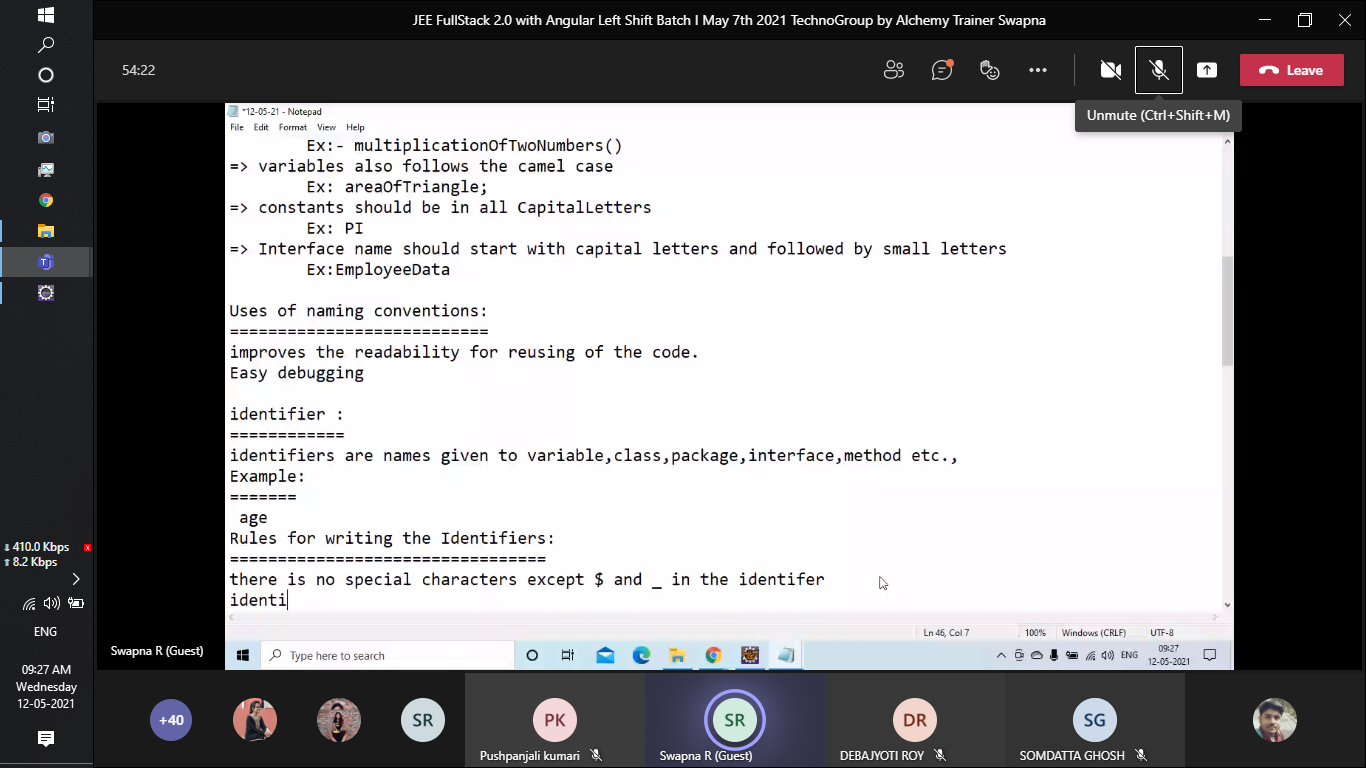 JEE FullStack 2.0 with Angular Left Shift Batch I May 7th 2021 TechnoGroup by Alchemy Trainer Swapna
54:22
Leave
Unmute (Ctrl+Shift+M)
*12-05-21 - Notepad
File Edit Format View Help
Ex:- multiplicationOfTwoNumbers()
=> variables also follows the camel case
Ex: areaOfTriangle;
=> constants should be in all CapitalLetters
Ex: PI
=> Interface name should start with capital letters and followed by small letters
Ex:EmployeeData
Uses of naming conventions:
===========================
improves the readability for reusing of the code.
Easy debugging
identifier :
============
identifiers are names given to variable,class,package,interface,method etc.,
Example:
=======
age
Rules for writing the Identifiers:
=================================
there is no special characters except $ and _ in the identifer
identi
Ln 46, Col 7 100% Windows (CRLF) UTF-8
Type here to search
ENG
09:27
12-05-2021
Swapna R (Guest)
410.0 Kbps
x
8.2 Kbps
ENG
09:27 AM
Wednesday
12-05-2021
+40
SR
PK
SR
DR
SG
Pushpanjali kumari
Swapna R (Guest)
DEBAJYOTI ROY
SOMDATTA GHOSH